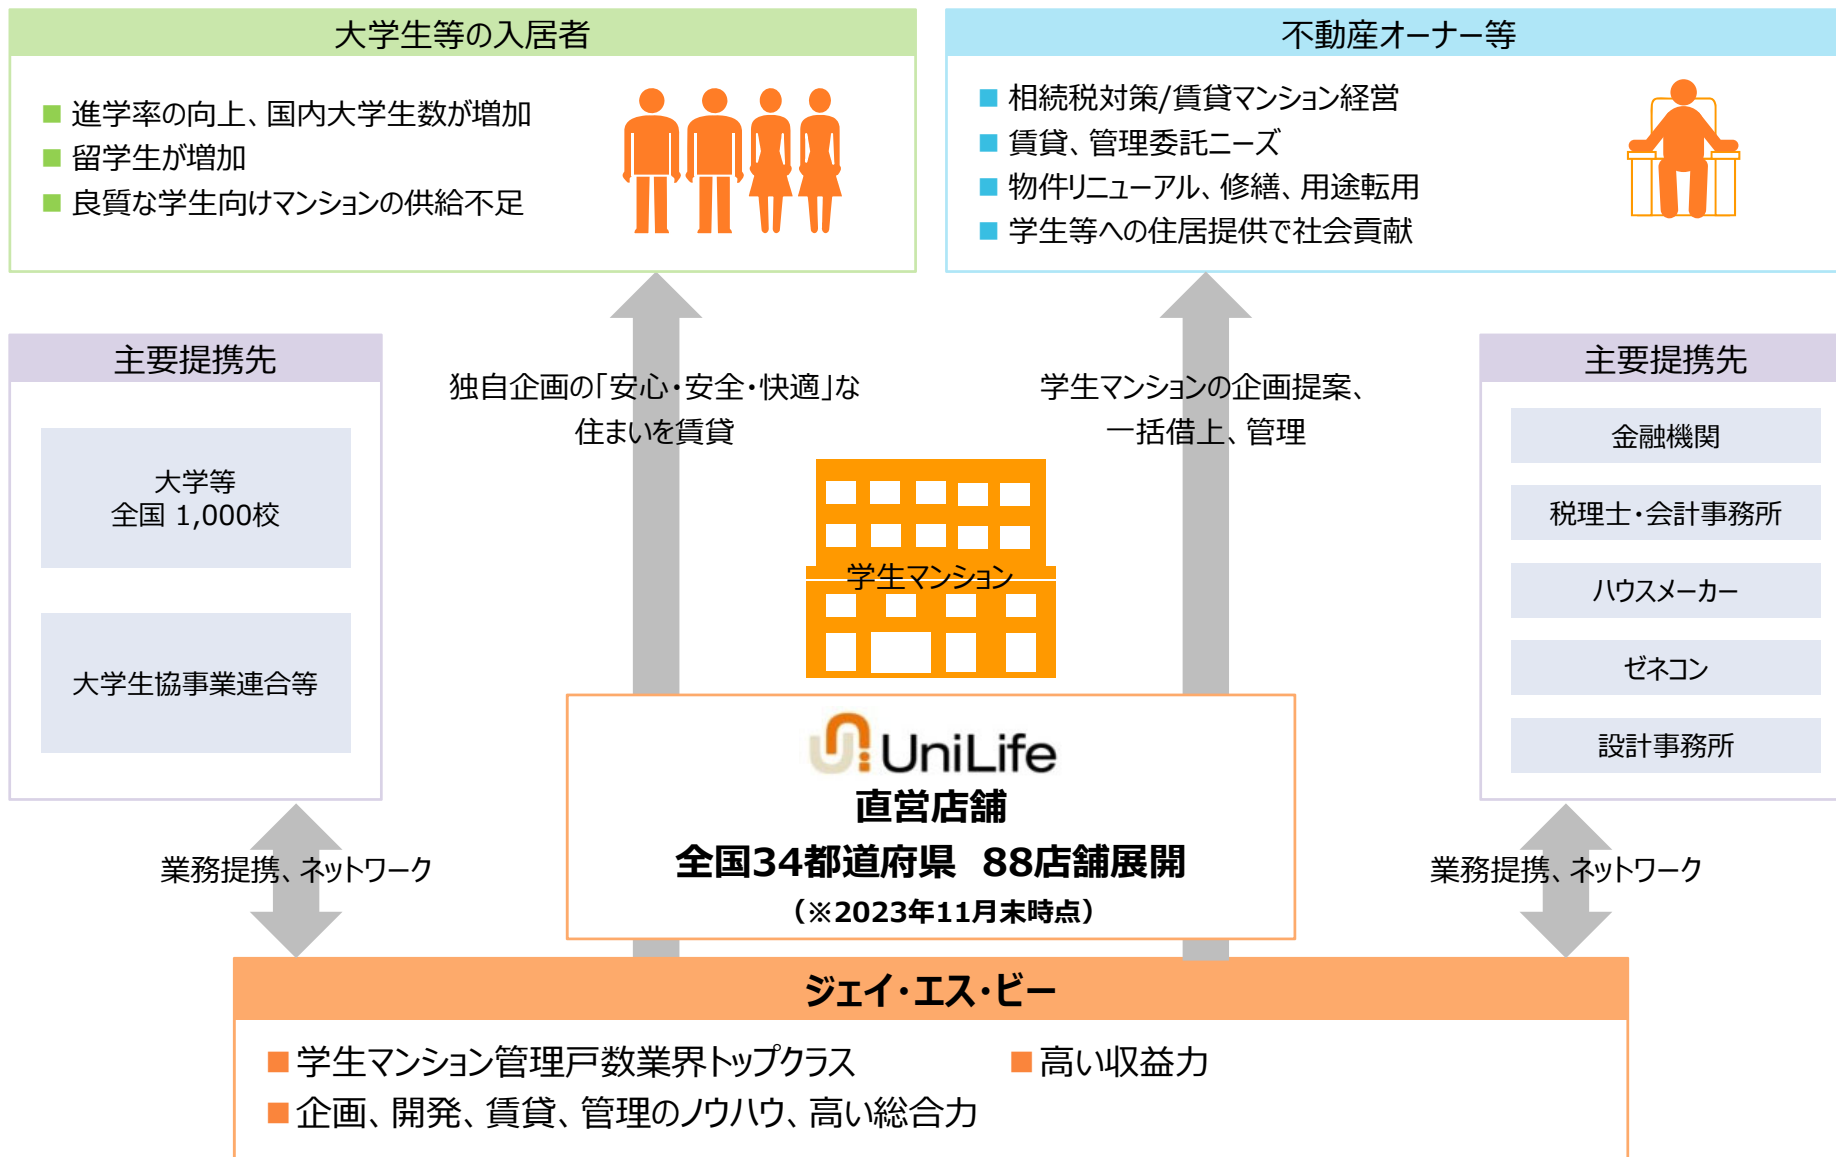 大学生等の入居者
進学率の向上、国内大学生数が増加
留学生が増加
良質な学生向けマンションの供給不足
不動産オーナー等
相続税対策/賃貸マンション経営
賃貸、管理委託ニーズ
物件リニューアル、修繕、用途転用
学生等への住居提供で社会貢献
主要提携先
大学等
全国 1,000校
大学生協事業連合等
独自企画の「安心・安全・快適」な
住まいを賃貸
学生マンションの企画提案、
一括借上、管理
学生マンション
主要提携先
金融機関
税理士・会計事務所
ハウスメーカー
ゼネコン
設計事務所
UniLife
直営店舗
全国34都道府県 88店舗展開
（※2023年11月末時点）
業務提携、ネットワーク
業務提携、ネットワーク
ジェイ・エス・ビー
学生マンション管理戸数業界トップクラス
高い収益力
企画、開発、賃貸、管理のノウハウ、高い総合力